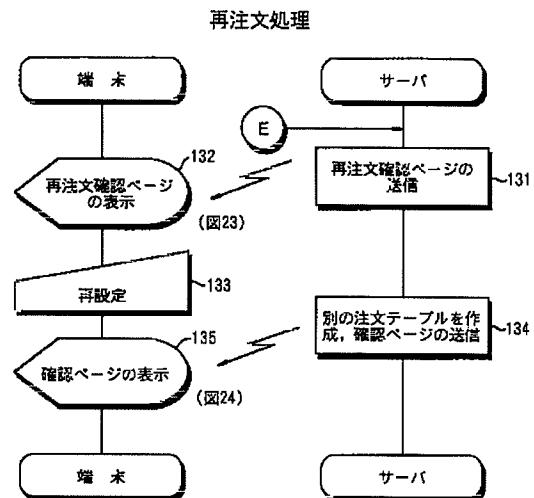 再注文処理
端 末
サーバ
E
132
再注文確認ページ
の表示
(図23)
再注文確認ページの
送信
131
再設定
133
別の注文テーブルを作
成，確認ページの送信
134
135
確認ページの表示
(図24)
端 末
サーバ